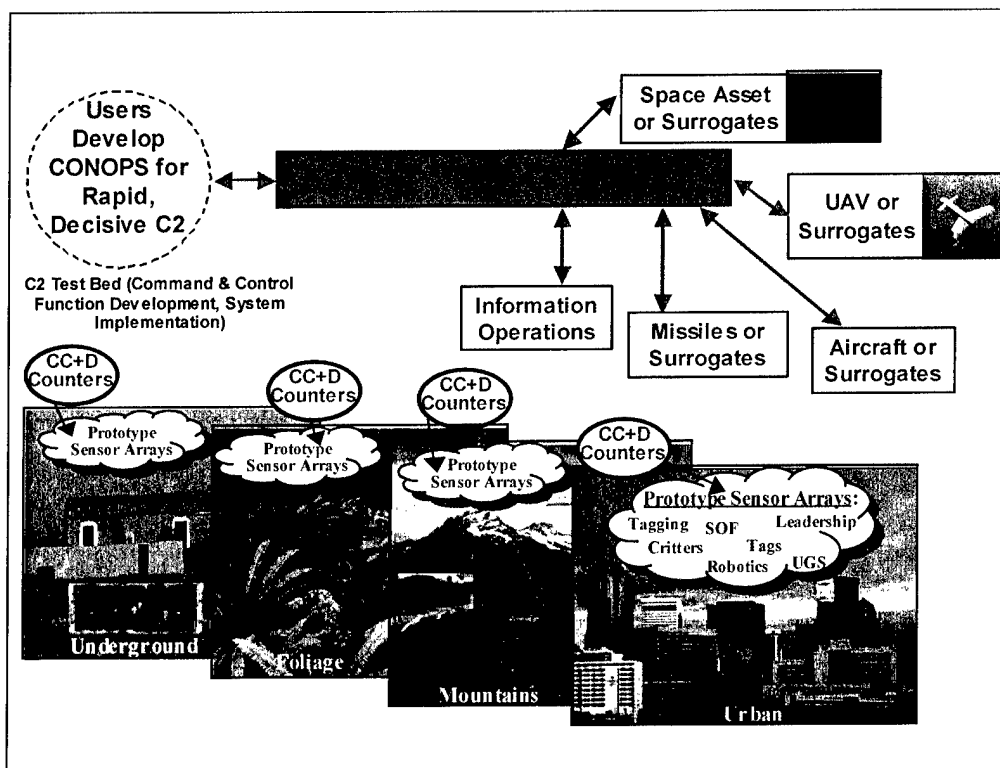 Users
Develop
CONOPS for
Rapid,
Decisive C2
Space Asset
or Surrogates
UAV or
Surrogates
C2 Test Bed (Command & Control
Function Development, System
Implementation)
Information
Operations
Missiles or
Surrogates
Aircraft or
Surrogates
CC+D
Counters
Prototype
Sensor Arrays
Underground
CC+D
Counters
Prototype
Sensor Arrays
Foliage
CC+D
Counters
Prototype
Sensor Arrays
Mountains
CC+D
Counters
Prototype Sensor Arrays:
Tagging SOF Leadership
Critters Tags
Robotics UGS
Urban